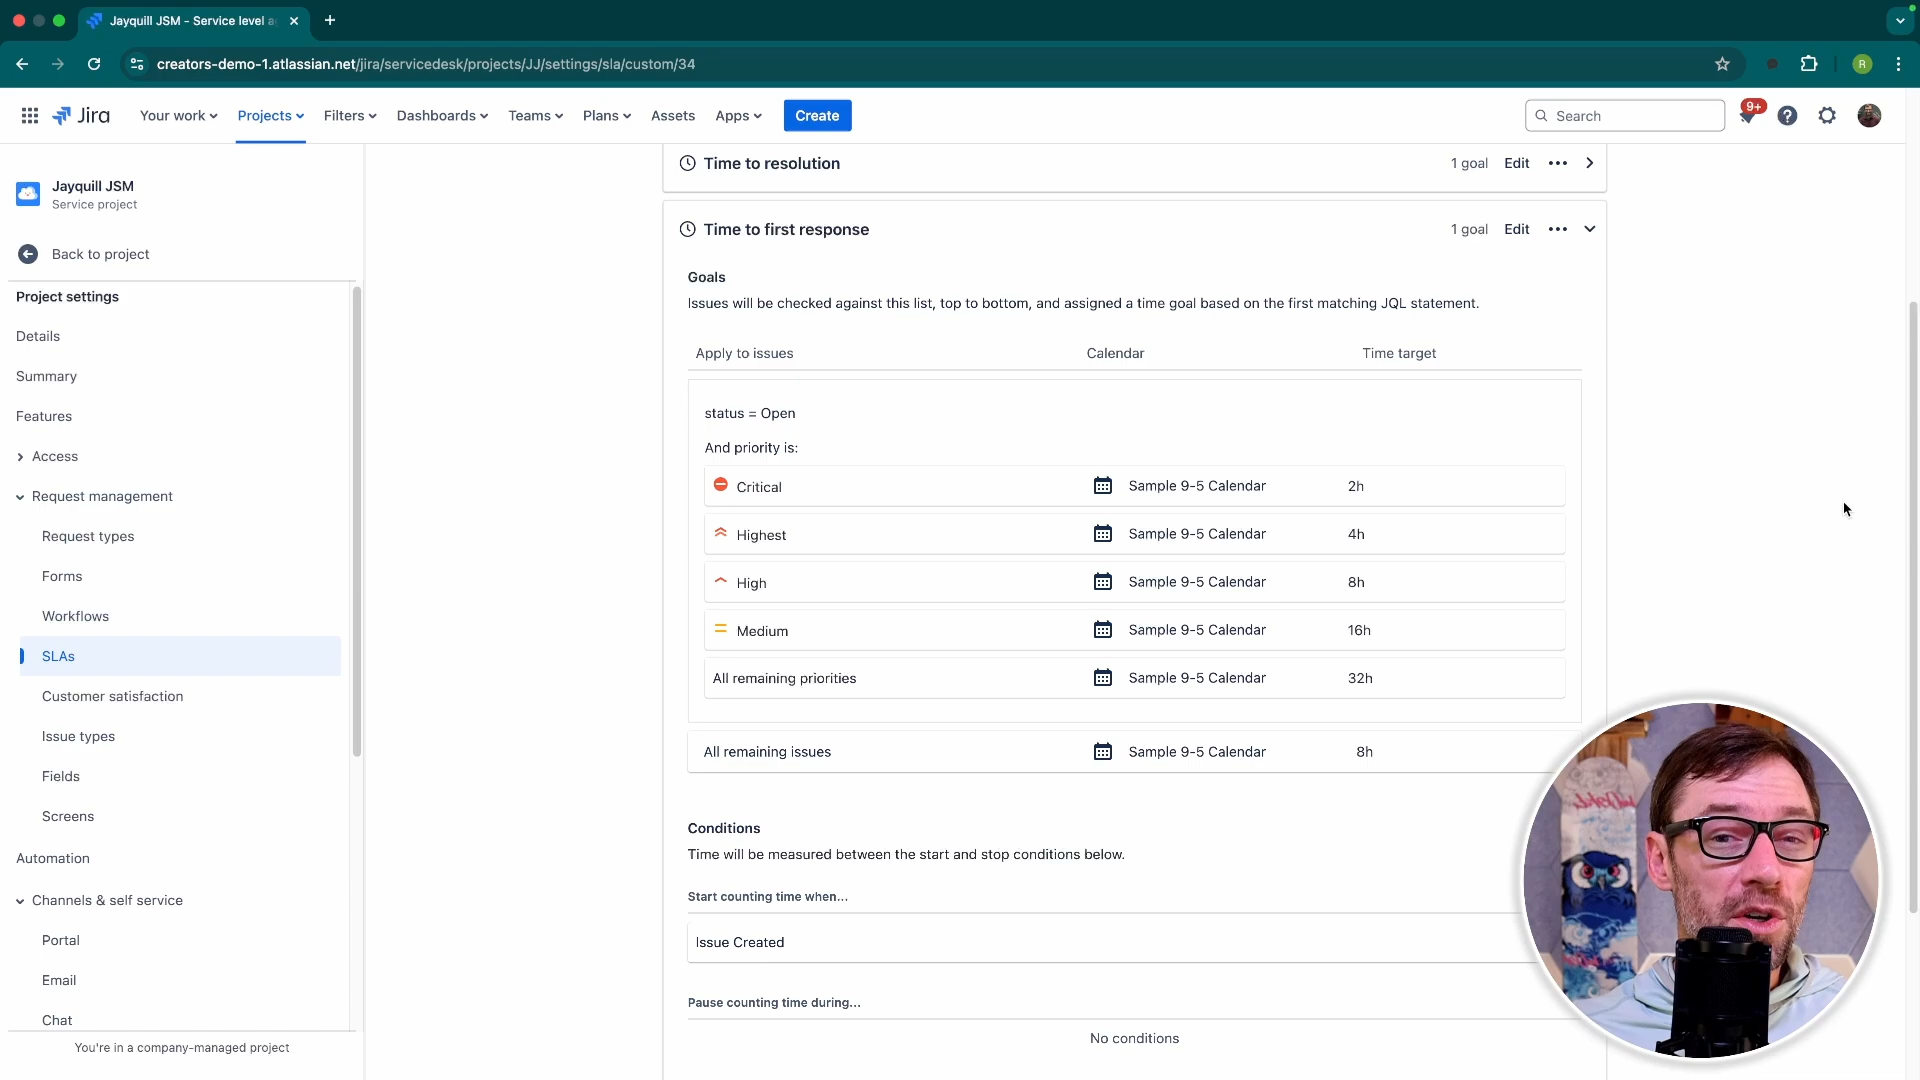 Jayquill JSM - Service level a
creators-demo-1.atlassian.net/jira/servicedesk/projects/JJ/settings/sla/custom/34
R
Jira
Your work
Projects
Filters
Dashboards
Teams
Plans
Assets
Apps
Create
Search
9+
Jayquill JSM
Service project
Back to project
Project settings
Details
Summary
Features
Access
Request management
Request types
Forms
Workflows
SLAs
Customer satisfaction
Issue types
Fields
Screens
Automation
Channels & self service
Portal
Email
Chat
You're in a company-managed project
Time to resolution 1 goal Edit
Time to first response 1 goal Edit
Goals
Issues will be checked against this list, top to bottom, and assigned a time goal based on the first matching JQL statement.
Apply to issues Calendar Time target
status = Open
And priority is:
Critical Sample 9-5 Calendar 2h
Highest Sample 9-5 Calendar 4h
High Sample 9-5 Calendar 8h
Medium Sample 9-5 Calendar 16h
All remaining priorities Sample 9-5 Calendar 32h
All remaining issues Sample 9-5 Calendar 8h
Conditions
Time will be measured between the start and stop conditions below.
Start counting time when...
Issue Created
Pause counting time during...
No conditions